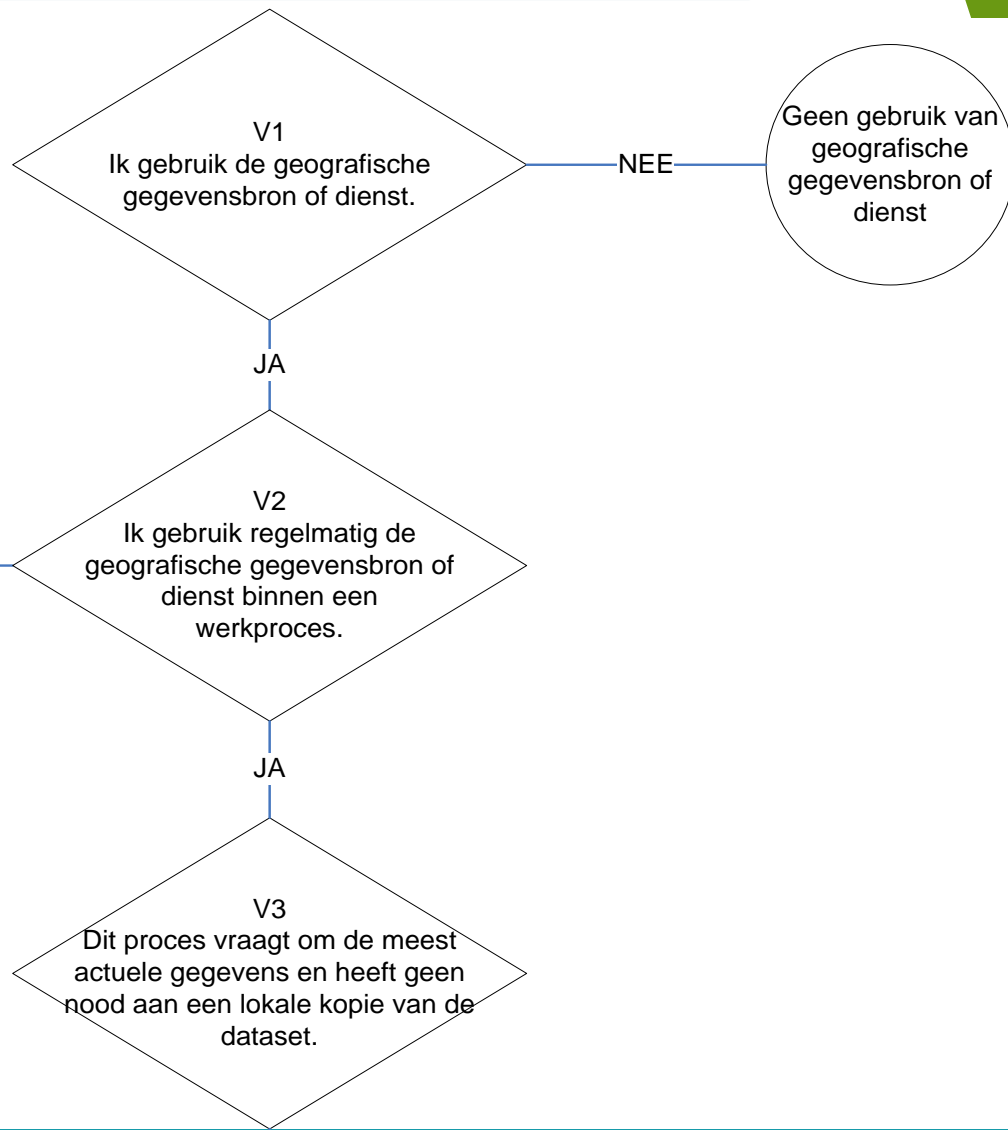 V1
Ik gebruik de geografische
gegevensbron of dienst.
NEE
Geen gebruik van
geografische
gegevensbron of
dienst
JA
V2
Ik gebruik regelmatig de
geografische gegevensbron of
dienst binnen een
werkproces.
JA
V3
Dit proces vraagt om de meest
actuele gegevens en heeft geen
nood aan een lokale kopie van de
dataset.